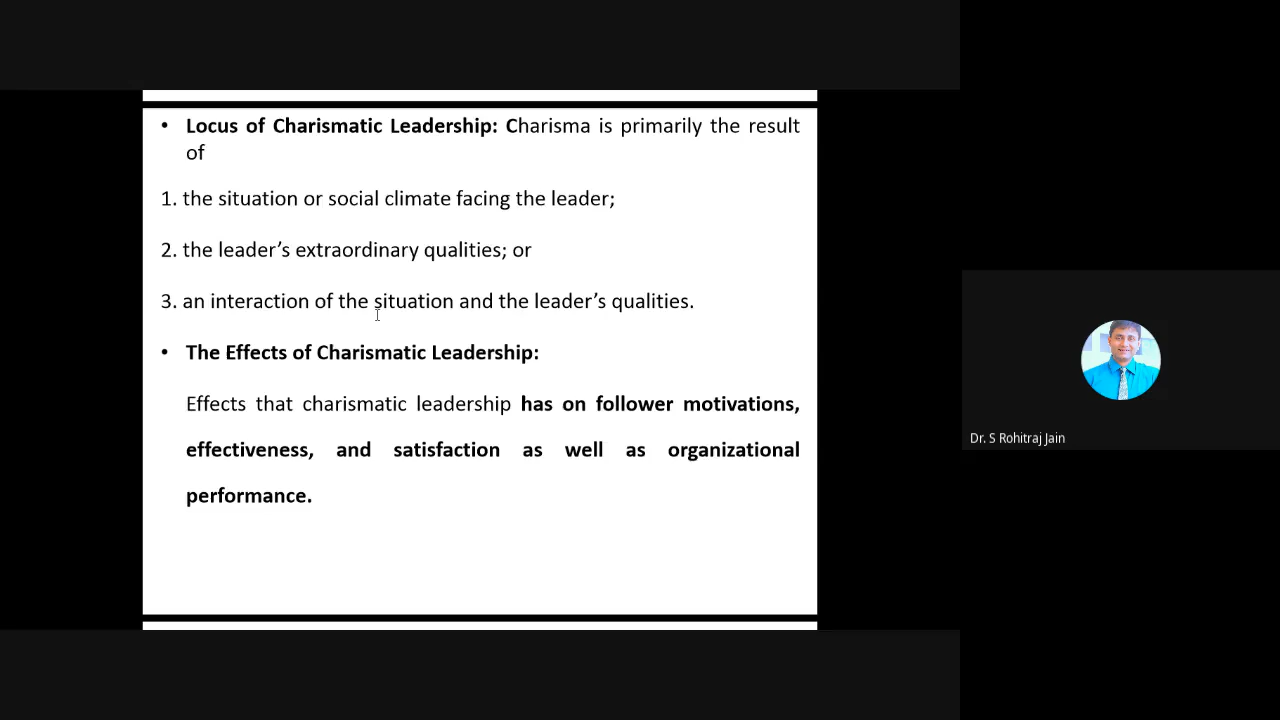 • Locus of Charismatic Leadership: Charisma is primarily the result
of
1. the situation or social climate facing the leader;
2. the leader’s extraordinary qualities; or
3. an interaction of the situation and the leader’s qualities.
• The Effects of Charismatic Leadership:
Effects that charismatic leadership has on follower motivations,
effectiveness, and satisfaction as well as organizational
performance.
Dr. S Rohitraj Jain